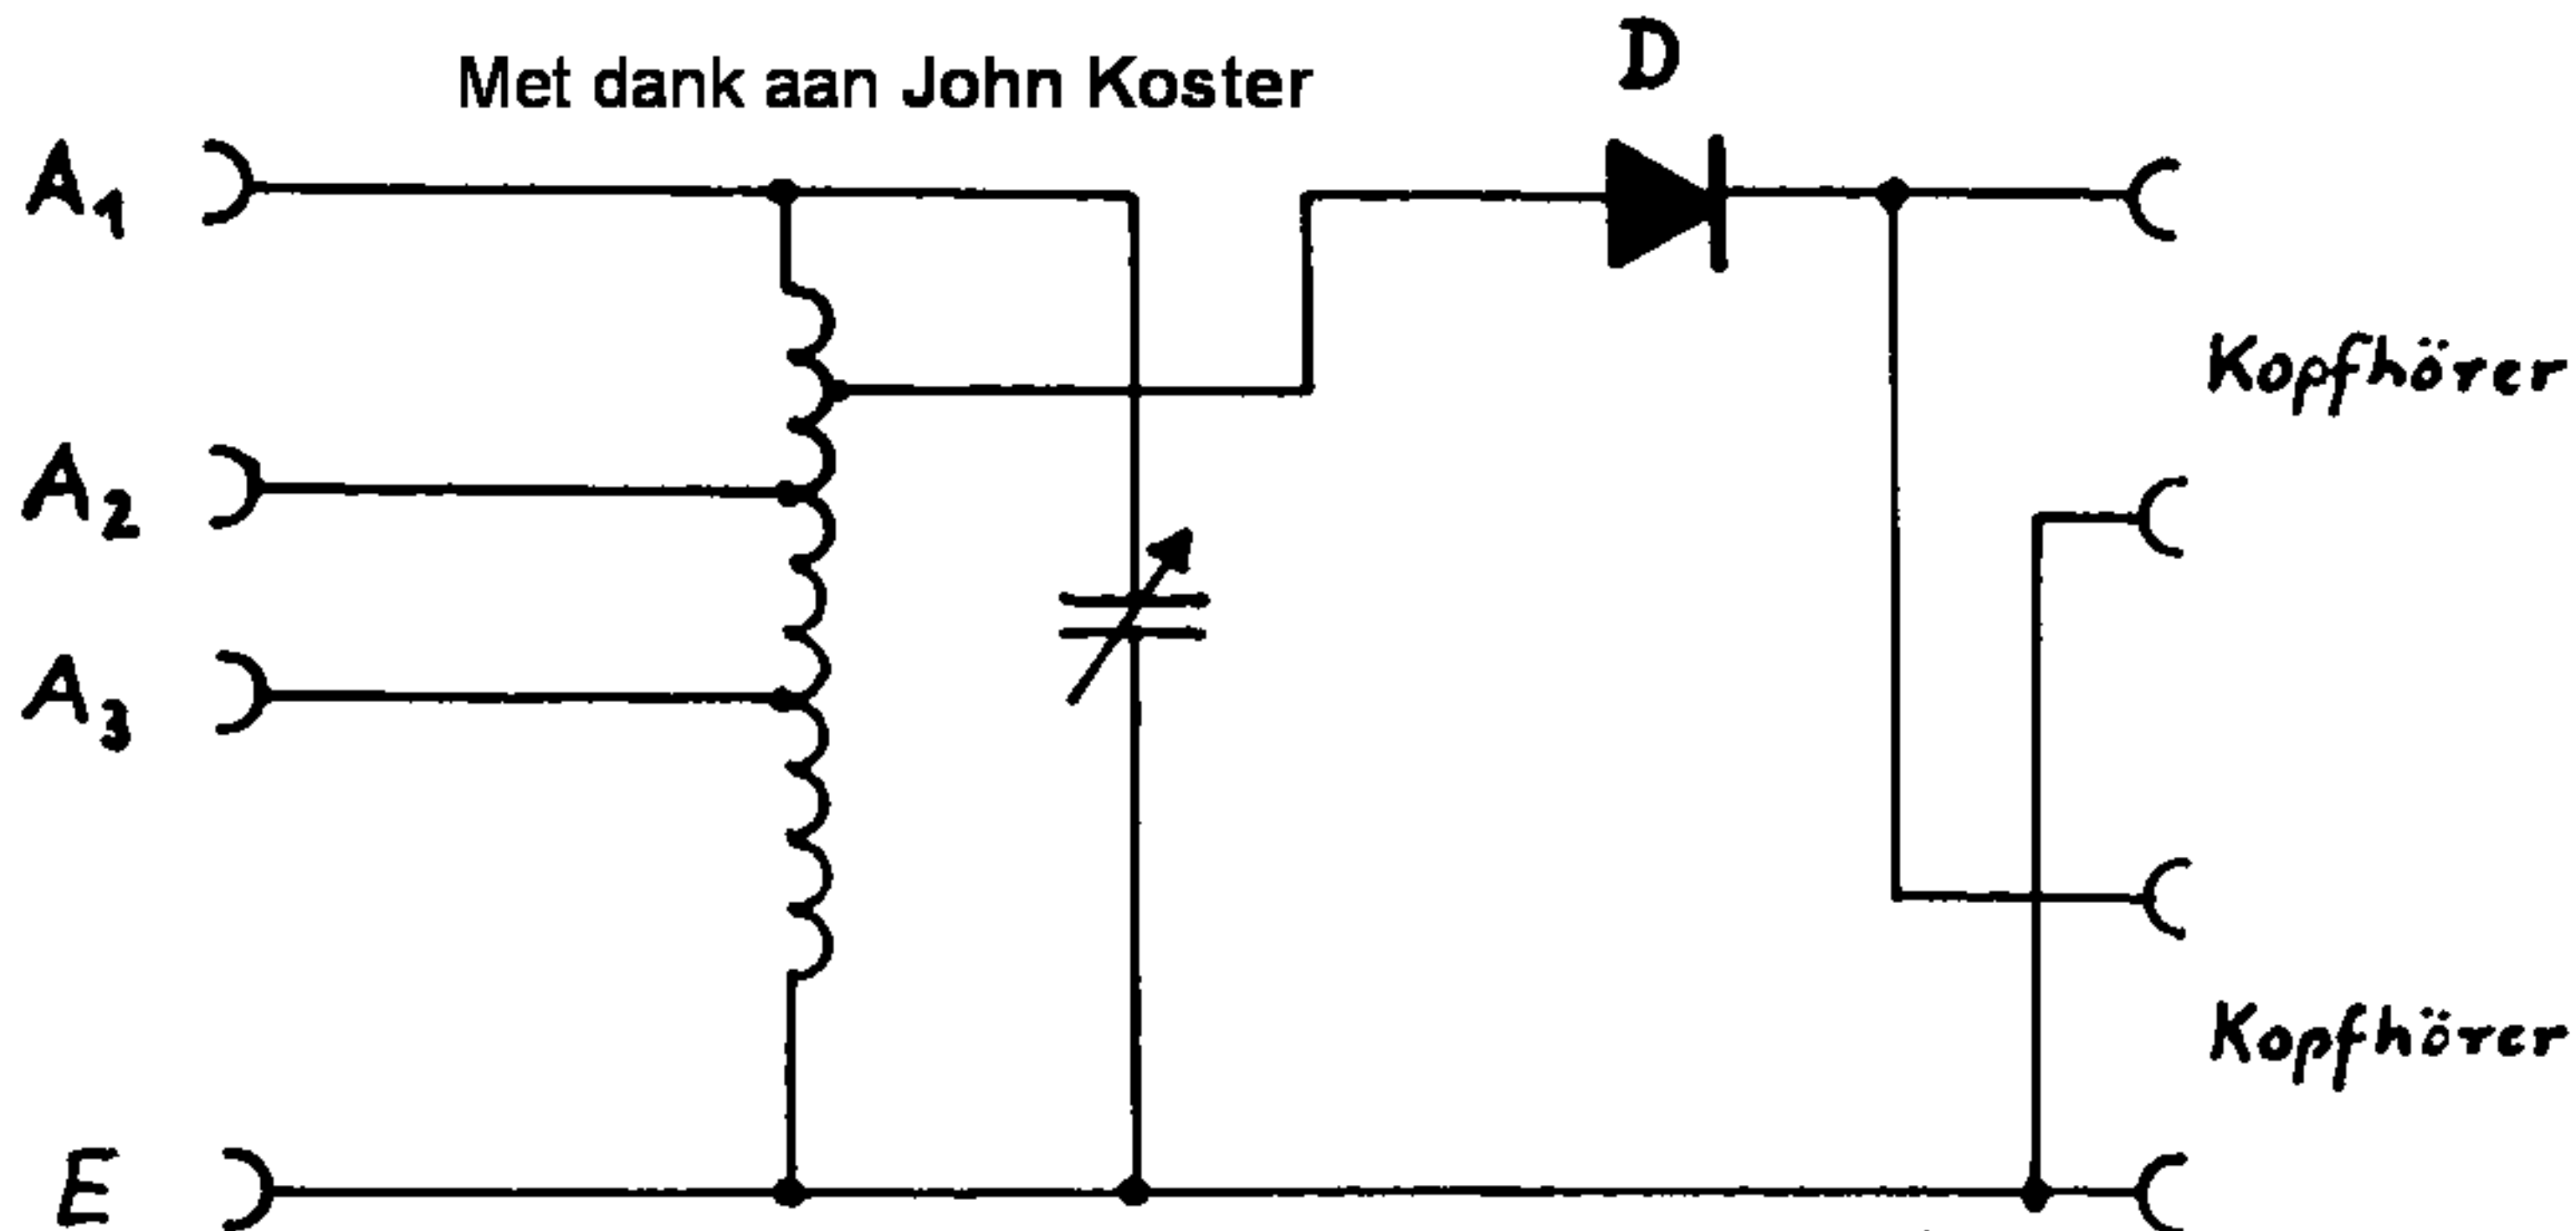 Met dank aan John Koster
D
A₁
Kopfhörer
A₂
A₃
Kopfhörer
E